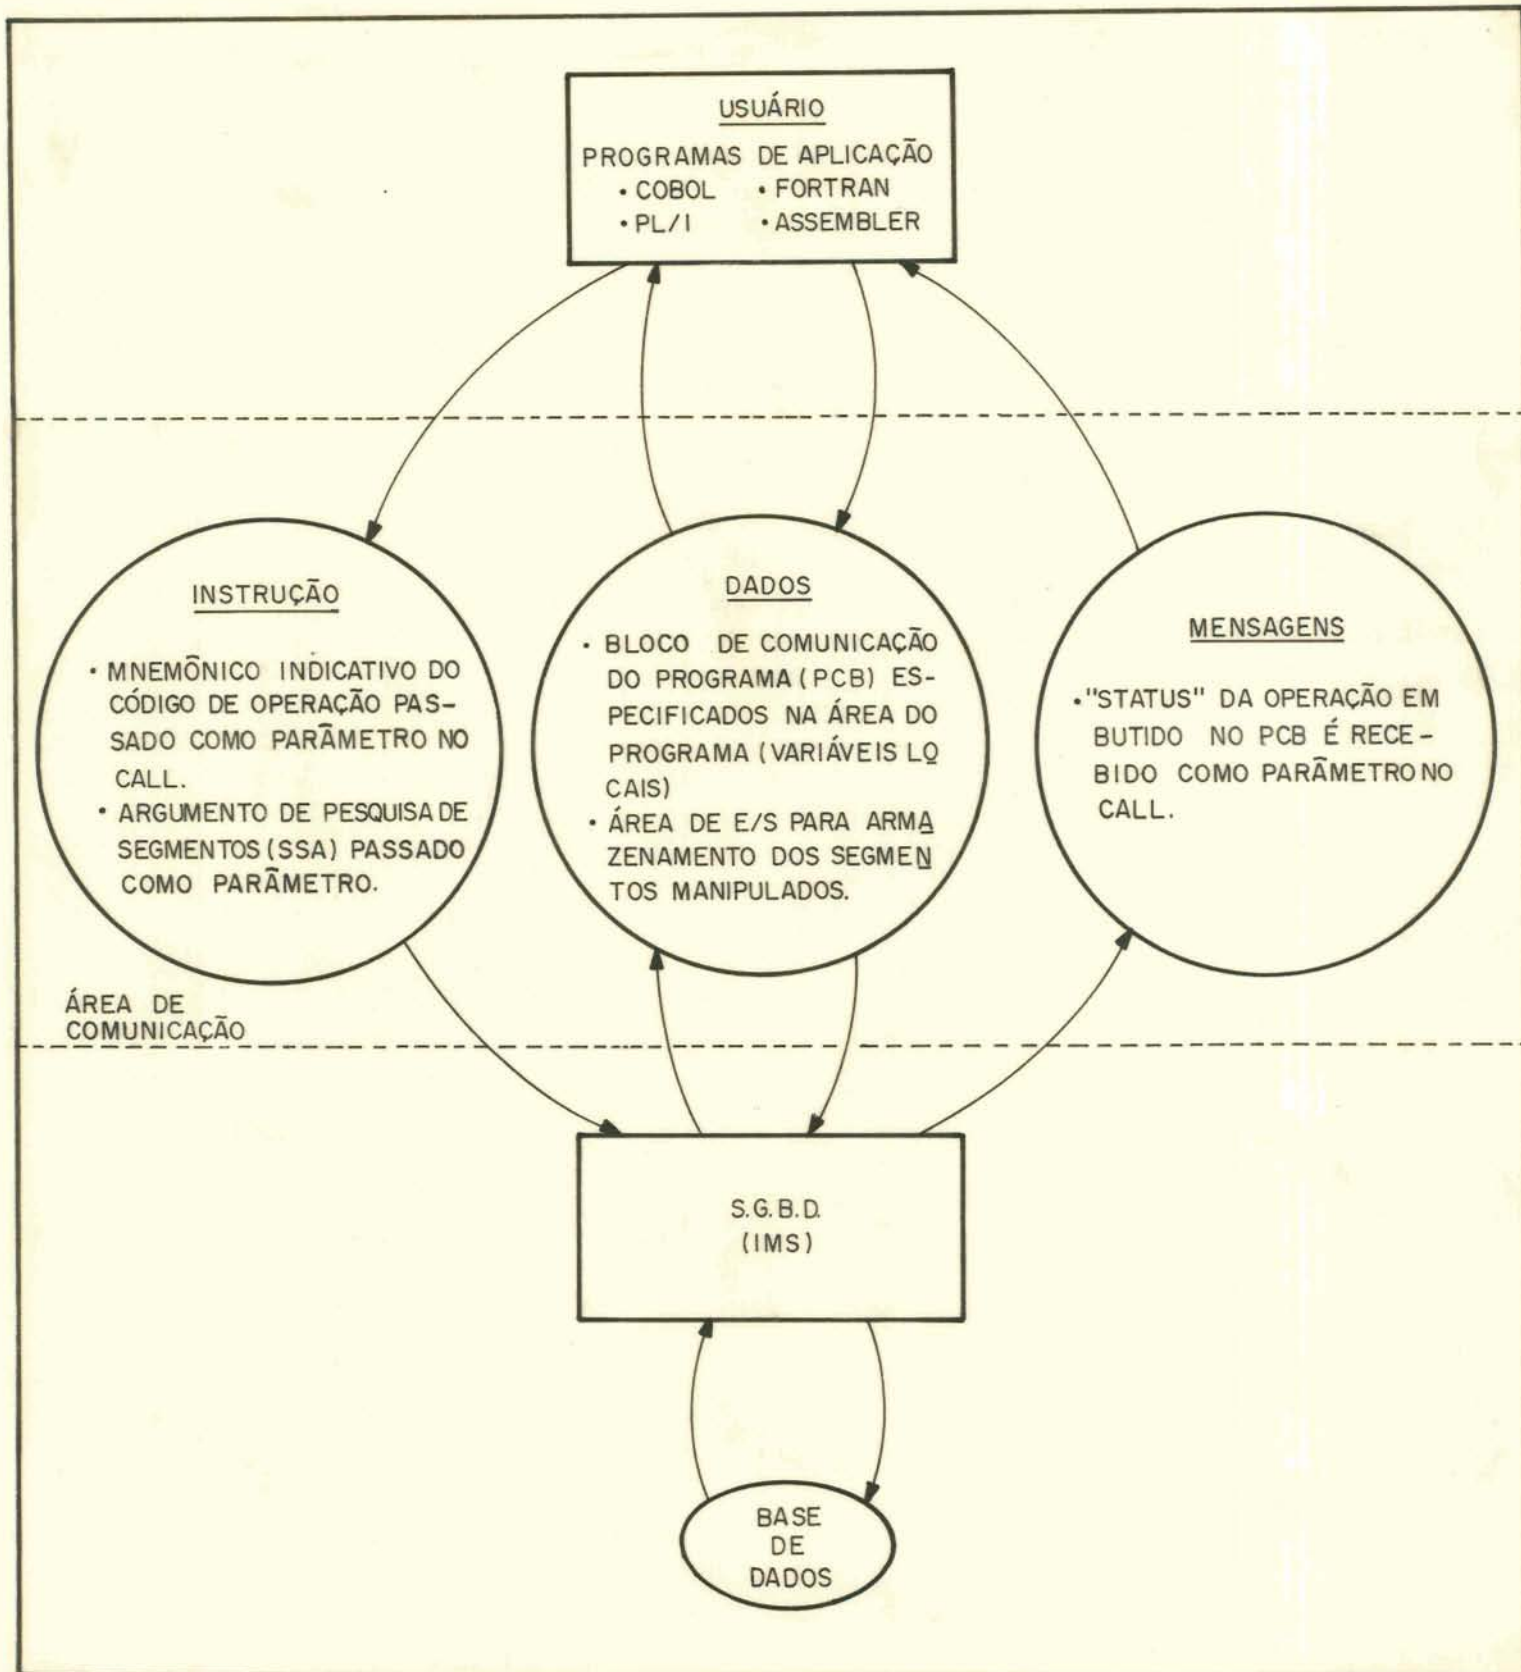 USUÁRIO
PROGRAMAS DE APLICAÇÃO
• COBOL • FORTRAN
• PL/I • ASSEMBLER
INSTRUÇÃO
• MNEMÔNICO INDICATIVO DO
CÓDIGO DE OPERAÇÃO PAS-
SADO COMO PARÂMETRO NO
CALL.
• ARGUMENTO DE PESQUISA DE
SEGMENTOS (SSA) PASSADO
COMO PARÂMETRO.
DADOS
• BLOCO DE COMUNICAÇÃO
DO PROGRAMA (PCB) ES-
PECIFICADOS NA ÁREA DO
PROGRAMA (VARIÁVEIS LO
CAIS)
• ÁREA DE E/S PARA ARMA
ZENAMENTO DOS SEGMEN
TOS MANIPULADOS.
MENSAGENS
• "STATUS" DA OPERAÇÃO EM
BUTIDO NO PCB É RECE-
BIDO COMO PARÂMETRO NO
CALL.
ÁREA DE
COMUNICAÇÃO
S.G.B.D.
(IMS)
BASE
DE
DADOS